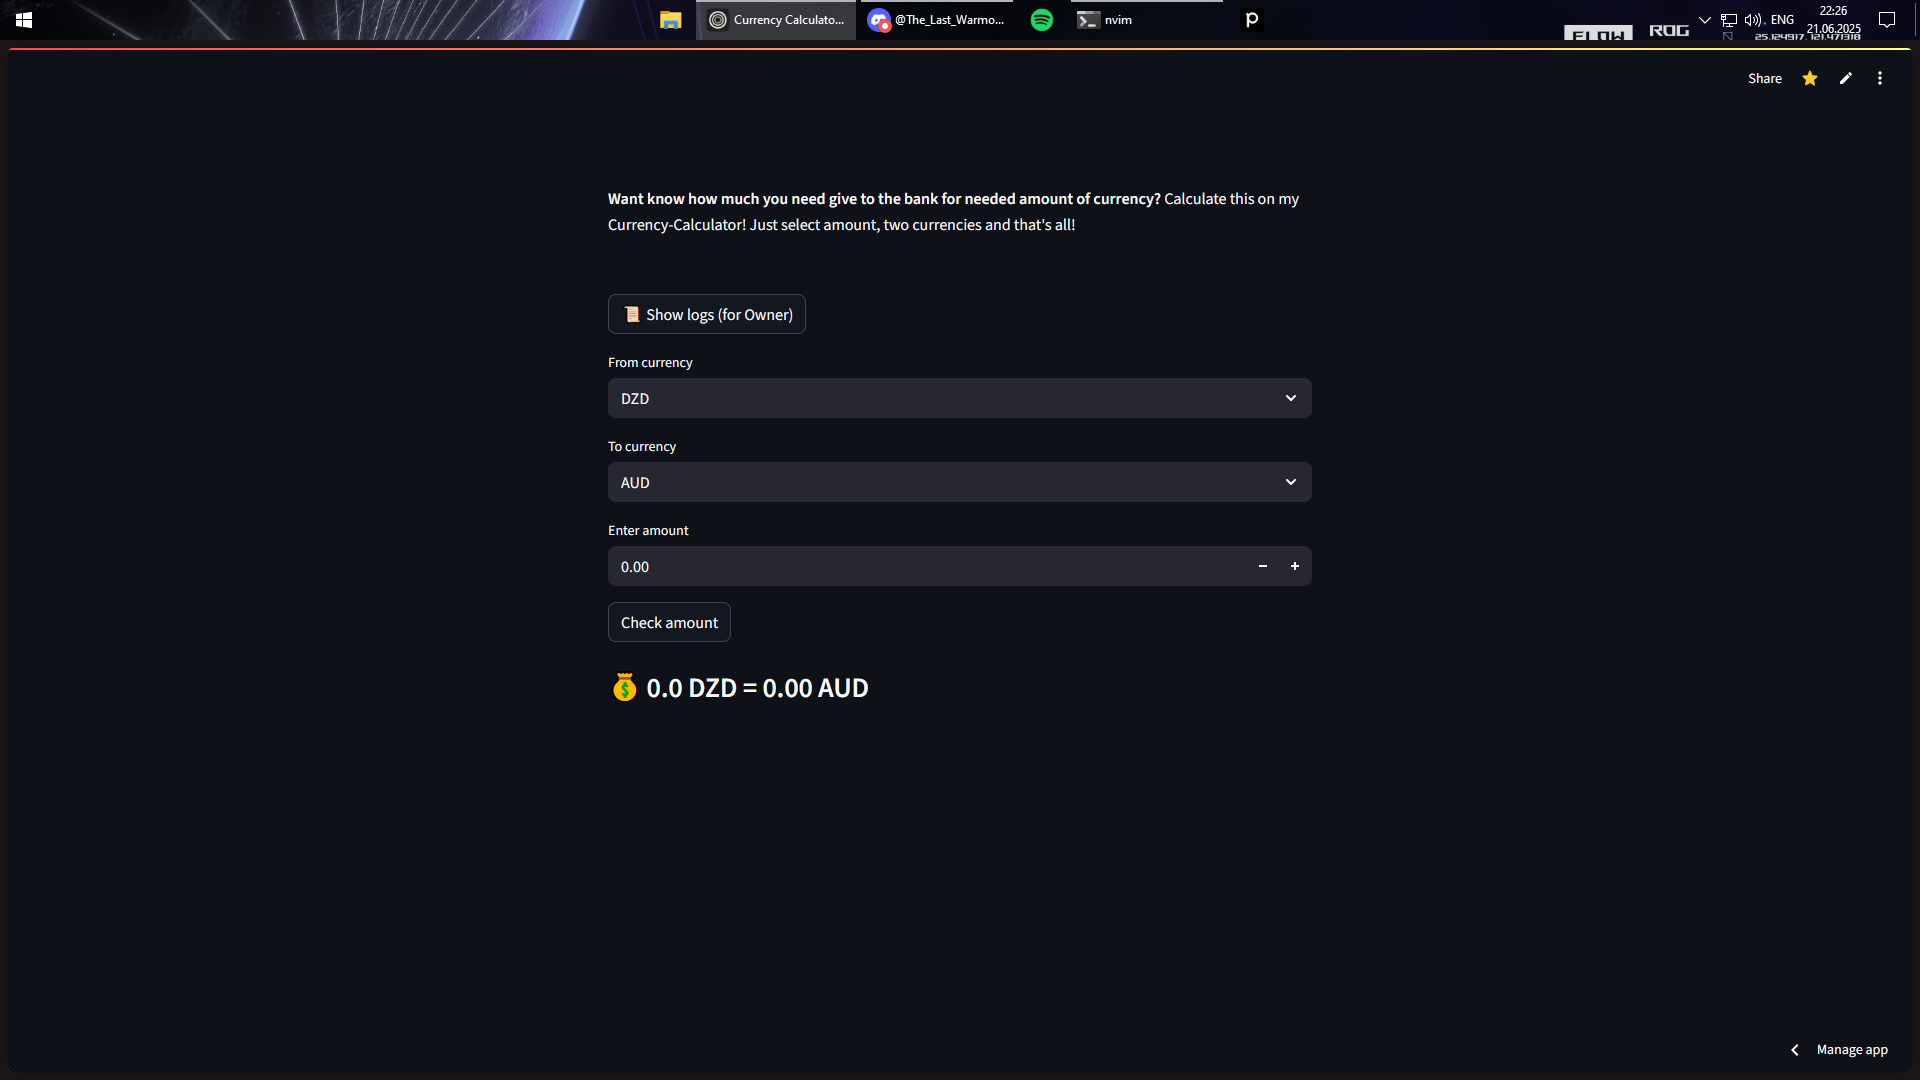 Currency Calculato...
@The_Last_Warmo...
nvim
p
FLOW
ROG
ENG
22:26
21.06.2025
25.124917, 121.471318
Share
Want know how much you need give to the bank for needed amount of currency? Calculate this on my
Currency-Calculator! Just select amount, two currencies and that's all!
Show logs (for Owner)
From currency
DZD
To currency
AUD
Enter amount
0.00
Check amount
0.0 DZD = 0.00 AUD
Manage app